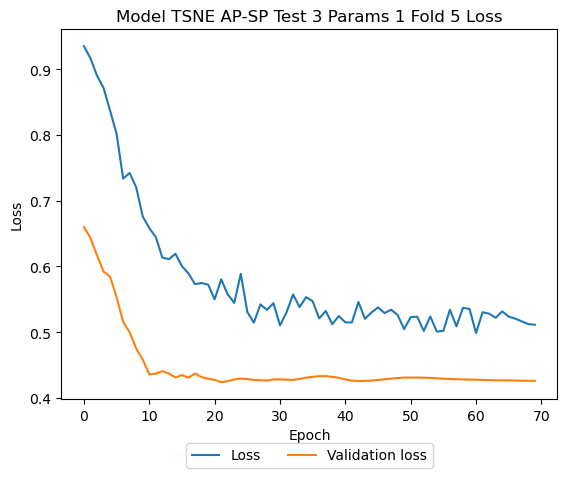 Model TSNE AP-SP Test 3 Params 1 Fold 5 Loss
0.9
0.8
0.7
0.6
0.5
0.4
Loss
0 10 20 30 40 50 60 70
Epoch
Loss Validation loss